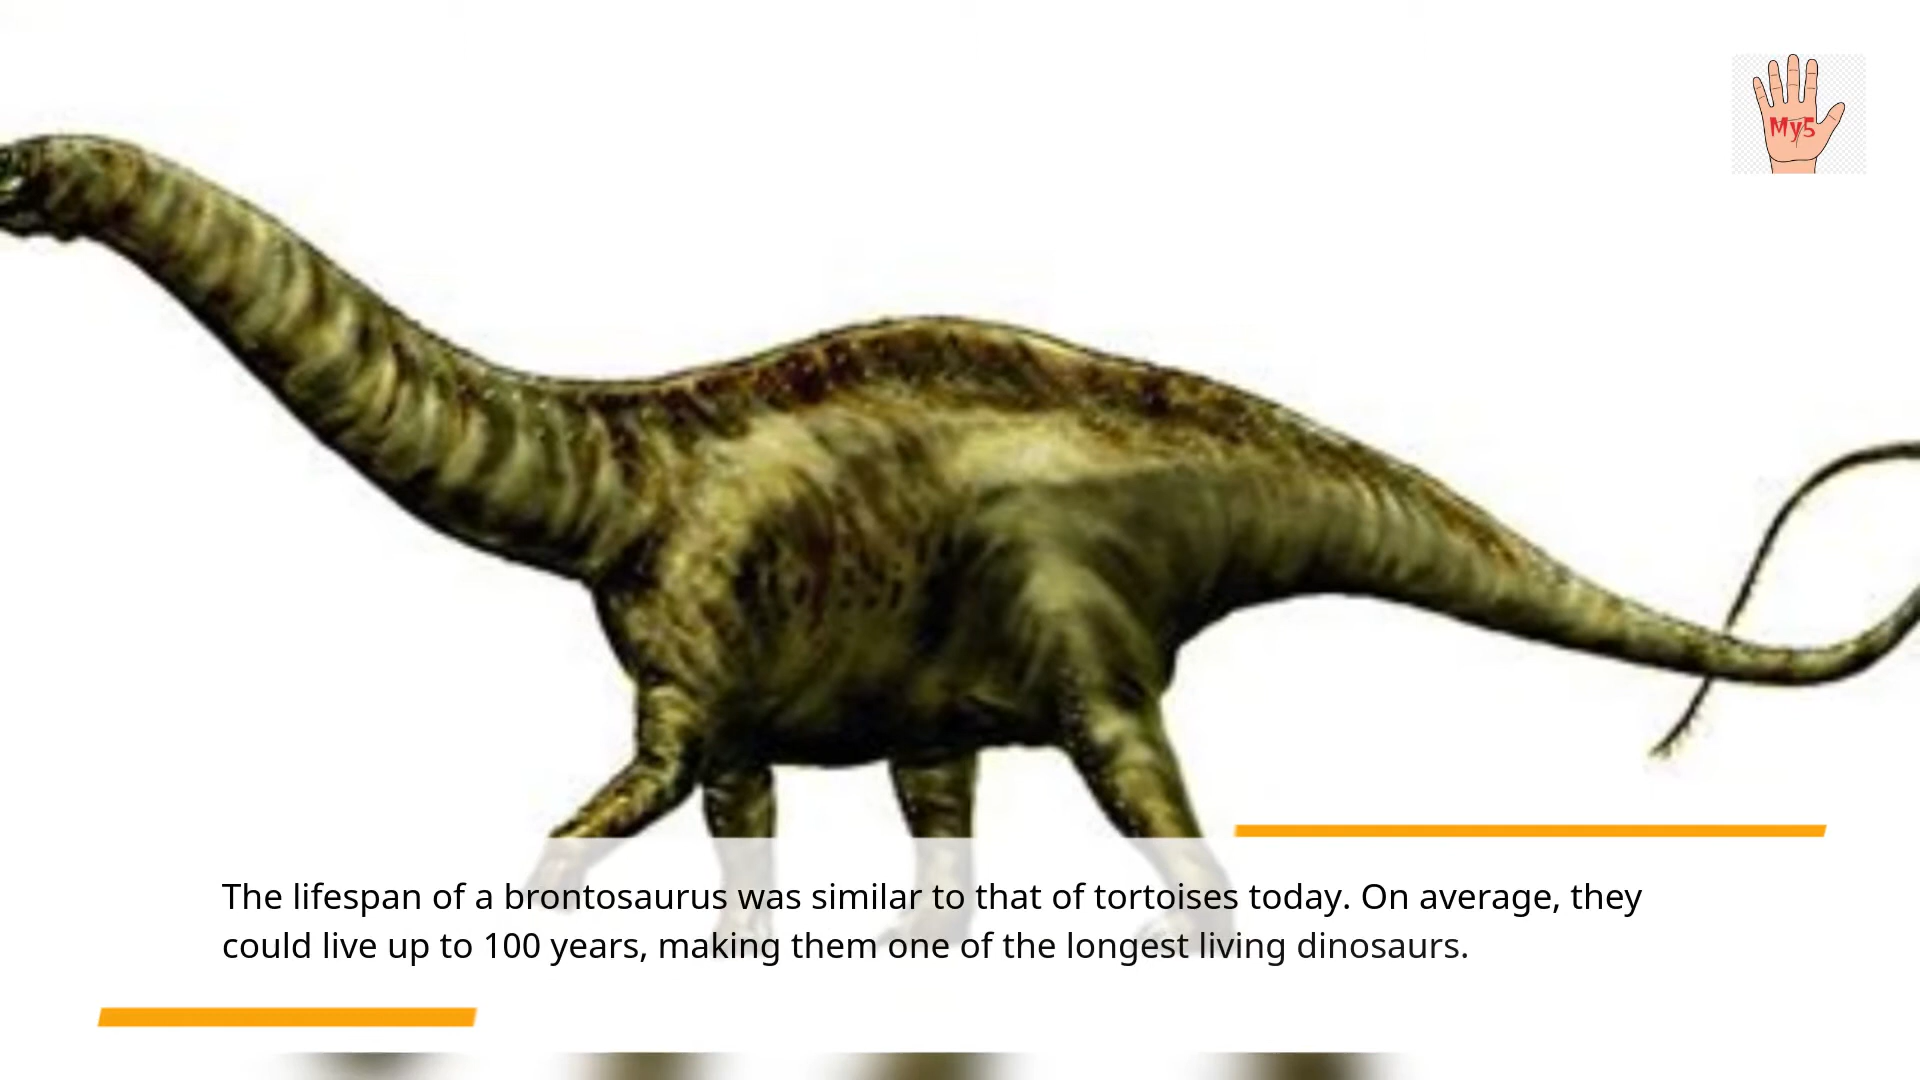 My5
The lifespan of a brontosaurus was similar to that of tortoises today. On average, they
could live up to 100 years, making them one of the longest living dinosaurs.